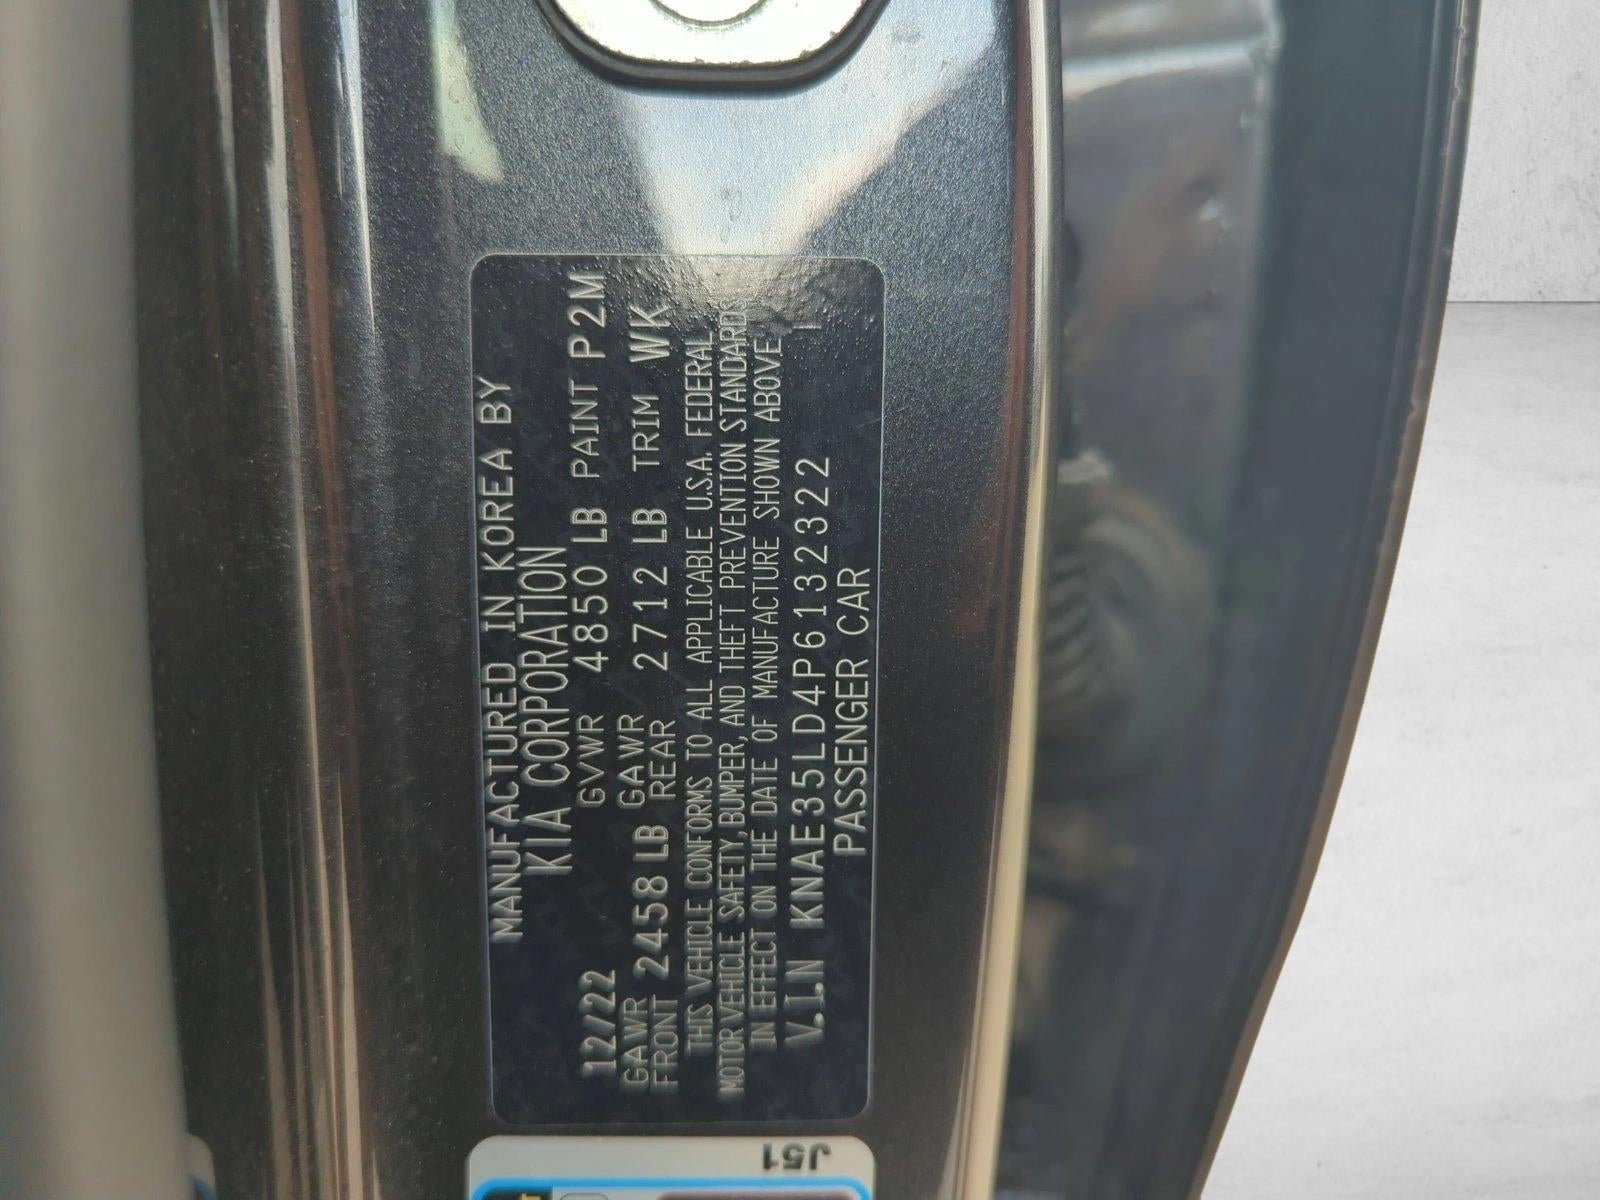 MANUFACTURED IN KOREA BY
KIA CORPORATION
12/22 GVWR 4850 LB PAINT P2M
GAWR FRONT 2458 LB GAWR REAR 2712 LB TRIM WK
THIS VEHICLE CONFORMS TO ALL APPLICABLE U.S.A. FEDERAL
MOTOR VEHICLE SAFETY, BUMPER, AND THEFT PREVENTION STANDARDS
IN EFFECT ON THE DATE OF MANUFACTURE SHOWN ABOVE
V.I.N KNAE35LD4P6132322
PASSENGER CAR
J51